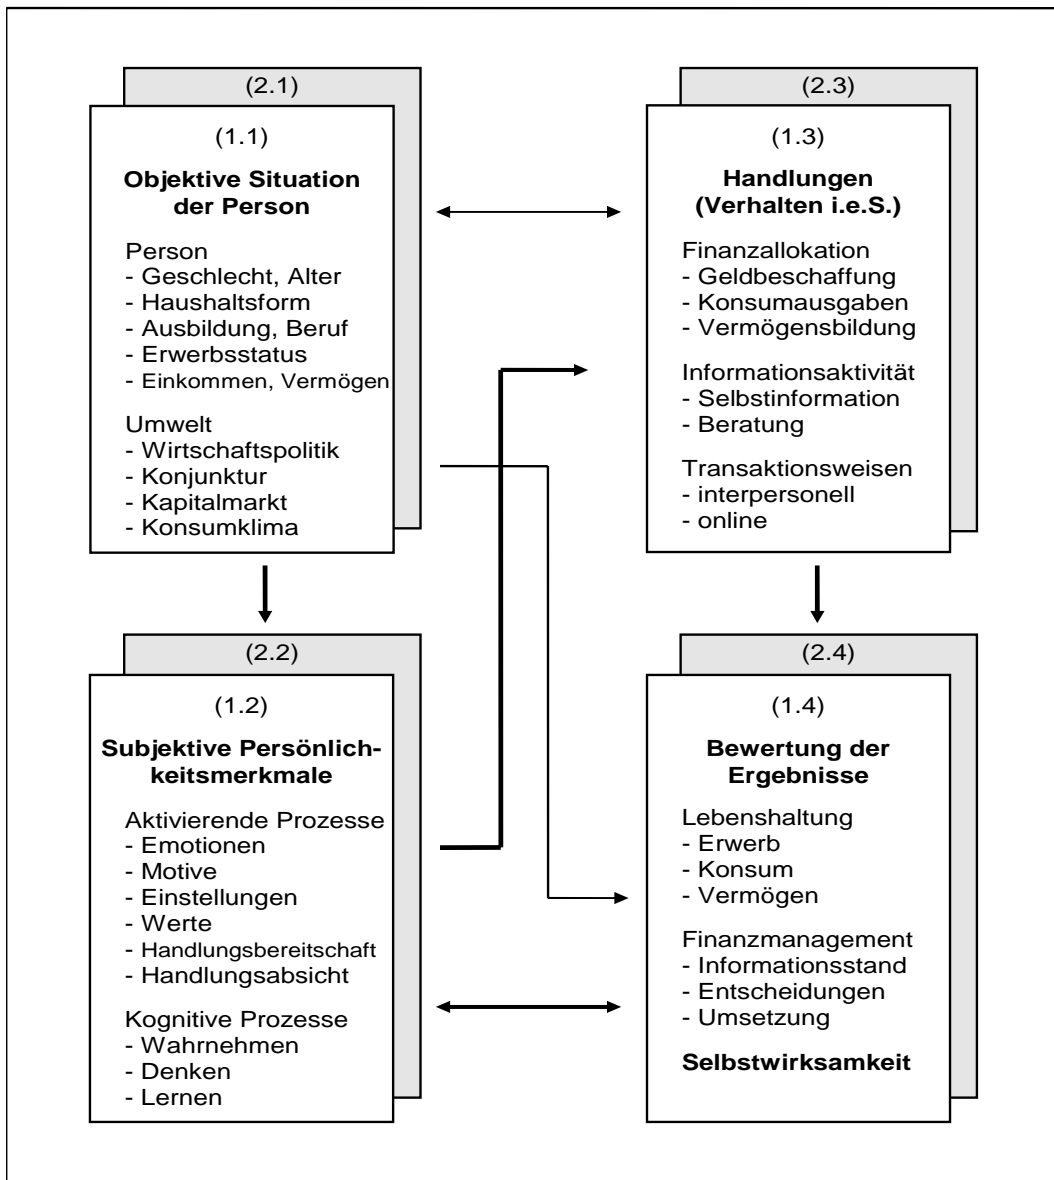 (2.1)
(1.1)
Objektive Situation
der Person
Person
- Geschlecht, Alter
- Haushaltsform
- Ausbildung, Beruf
- Erwerbsstatus
- Einkommen, Vermögen
Umwelt
- Wirtschaftspolitik
- Konjunktur
- Kapitalmarkt
- Konsumklima
(2.3)
(1.3)
Handlungen
(Verhalten i.e.S.)
Finanzallokation
- Geldbeschaffung
- Konsumausgaben
- Vermögensbildung
Informationsaktivität
- Selbstinformation
- Beratung
Transaktionsweisen
- interpersonell
- online
(2.2)
(1.2)
Subjektive Persönlich-
keitsmerkmale
Aktivierende Prozesse
- Emotionen
- Motive
- Einstellungen
- Werte
- Handlungsbereitschaft
- Handlungsabsicht
Kognitive Prozesse
- Wahrnehmen
- Denken
- Lernen
(2.4)
(1.4)
Bewertung der
Ergebnisse
Lebenshaltung
- Erwerb
- Konsum
- Vermögen
Finanzmanagement
- Informationsstand
- Entscheidungen
- Umsetzung
Selbstwirksamkeit